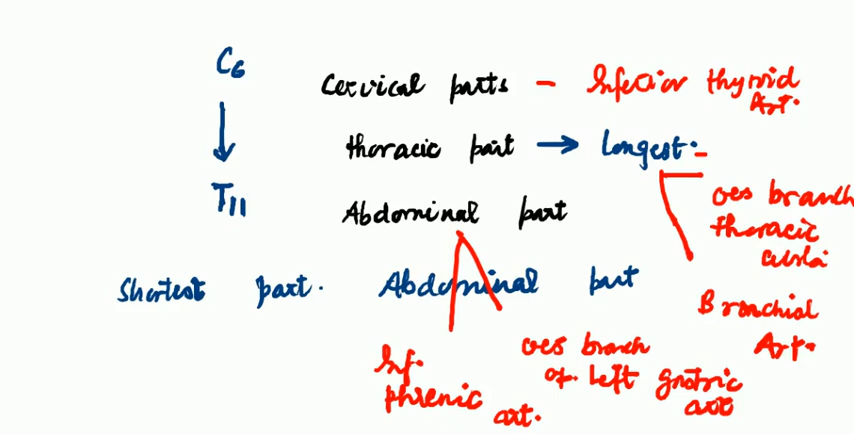 C6
Cervical parts - Inferior thyroid Art.
thoracic part → Longest. -
T11
Abdominal part
oes branch
thoracic
Shortest part. Abdominal part
Bronchial
Art.
Inf.
phrenic art.
oes branch
of left gastric
art